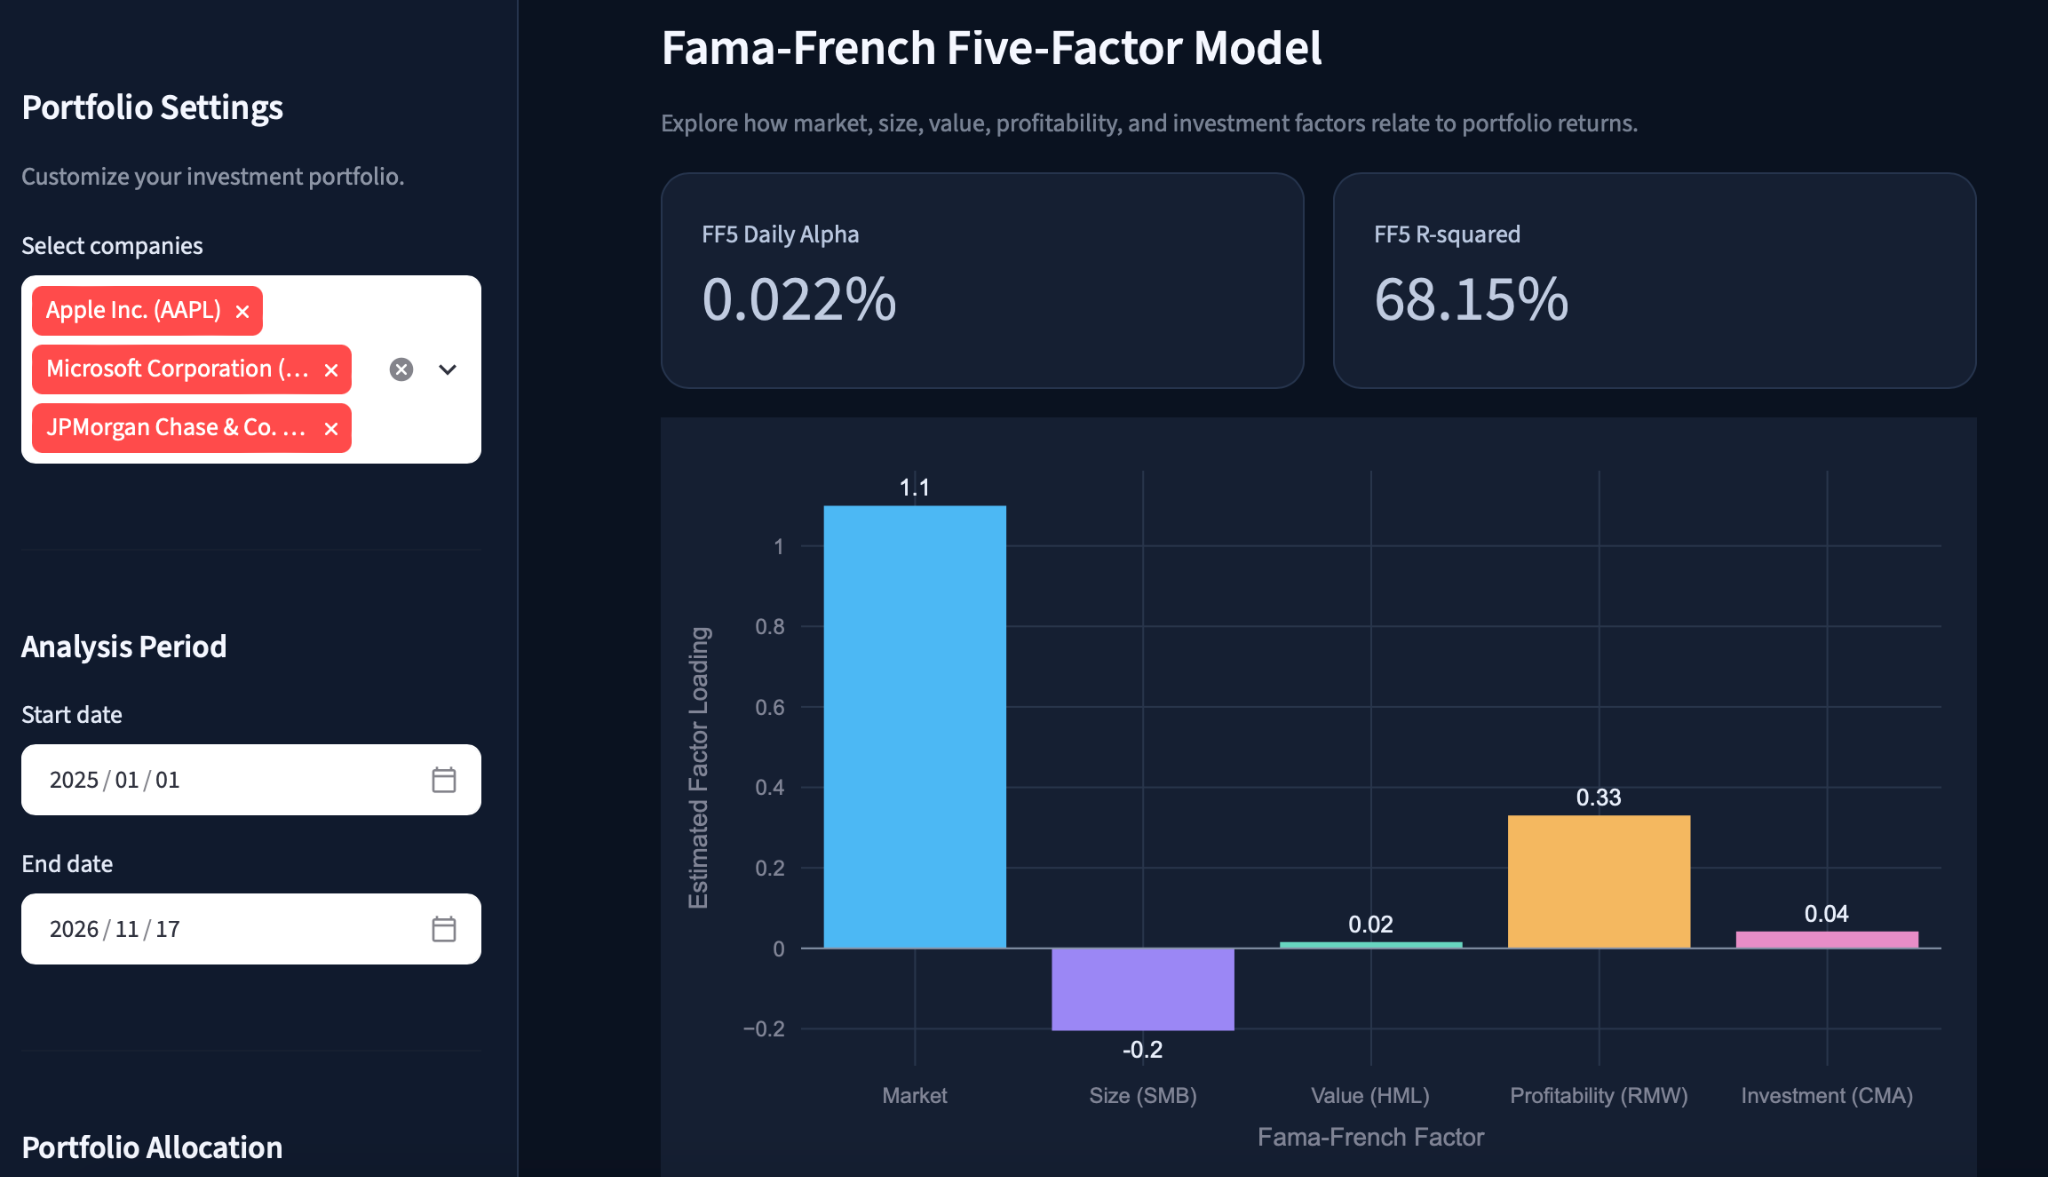 Portfolio Settings
Customize your investment portfolio.
Select companies
Apple Inc. (AAPL) ×
Microsoft Corporation (... ×
JPMorgan Chase & Co. ... ×
Analysis Period
Start date
2025/01/01
End date
2026/11/17
Portfolio Allocation
Fama-French Five-Factor Model
Explore how market, size, value, profitability, and investment factors relate to portfolio returns.
FF5 Daily Alpha
0.022%
FF5 R-squared
68.15%
Estimated Factor Loading
1
0.8
0.6
0.4
0.2
0
−0.2
1.1
-0.2
0.02
0.33
0.04
Market
Size (SMB)
Value (HML)
Profitability (RMW)
Investment (CMA)
Fama-French Factor